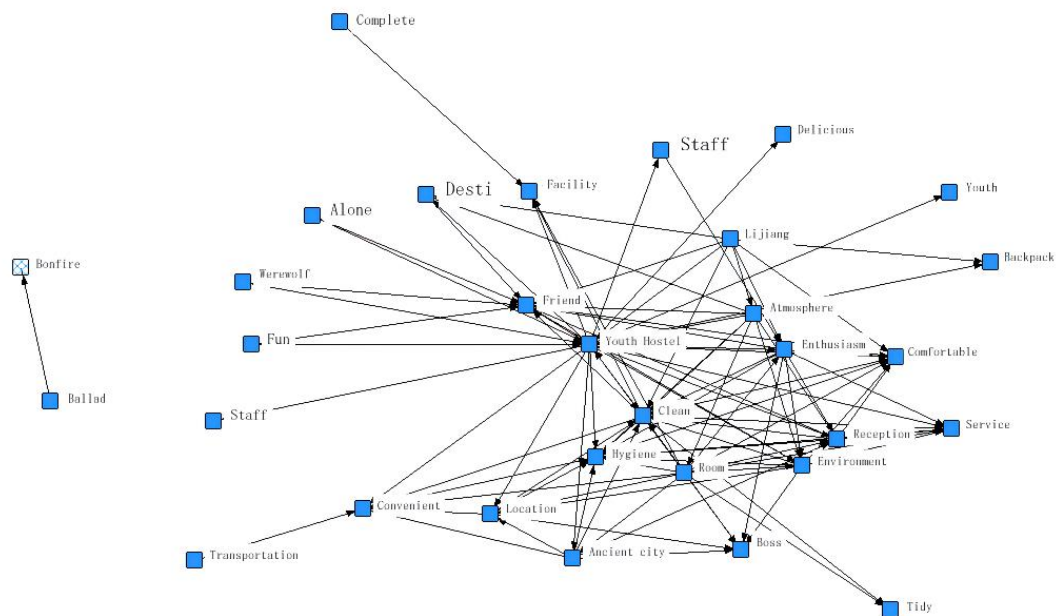 Complete
Delicious
Staff
Facility
Desti
Youth
Alone
Lijiang
Backpack
Bonfire
Werewolf
Friend
Atmosphere
Fun
Youth Hostel
Enthusiasm
Comfortable
Ballad
Staff
Clean
Service
Reception
Hygiene
Room
Environment
Convenient
Location
Transportation
Ancient city
Boss
Tidy